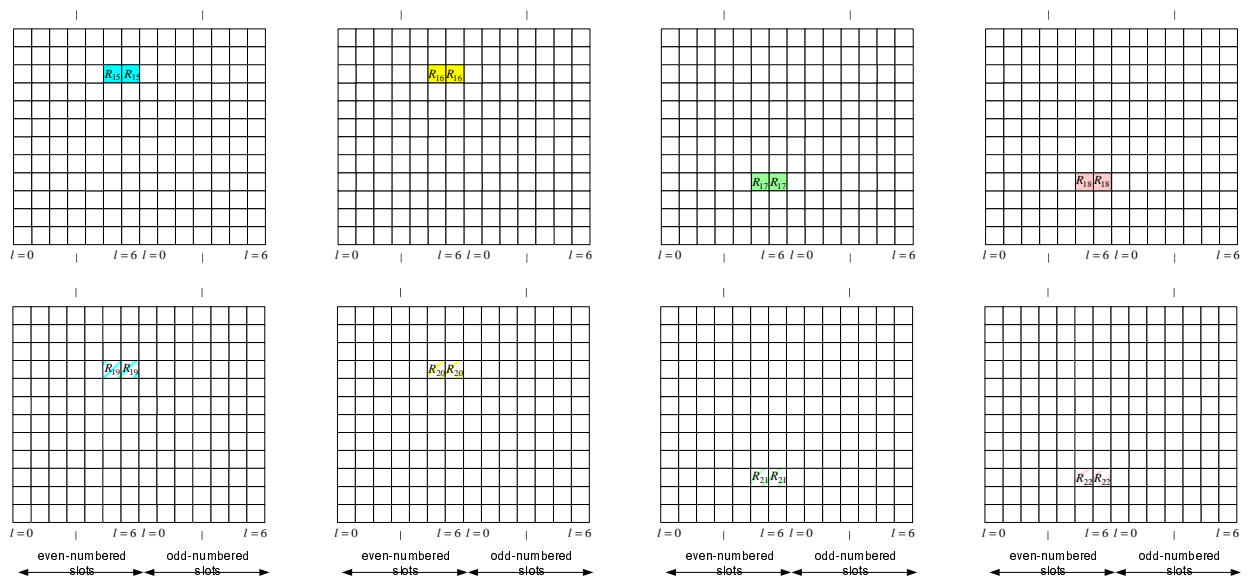 R15 R15 R16 R16 R17 R17 R18 R18
l = 0 l = 6 l = 0 l = 6 l = 0 l = 6 l = 0 l = 6 l = 0 l = 6 l = 0 l = 6 l = 0 l = 6 l = 0 l = 6
R19 R19 R20 R20 R21 R21 R22 R22
l = 0 l = 6 l = 0 l = 6 l = 0 l = 6 l = 0 l = 6 l = 0 l = 6 l = 0 l = 6 l = 0 l = 6 l = 0 l = 6
even-numbered odd-numbered even-numbered odd-numbered even-numbered odd-numbered even-numbered odd-numbered
slots slots slots slots slots slots slots slots